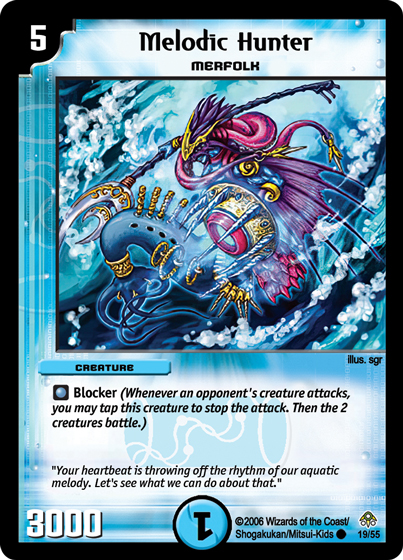 5
Melodic Hunter
MERFOLK
illus. sgr
CREATURE
Blocker (Whenever an opponent's creature attacks,
you may tap this creature to stop the attack. Then the 2
creatures battle.)
"Your heartbeat is throwing off the rhythm of our aquatic
melody. Let's see what we can do about that."
3000
1
©2006 Wizards of the Coast/
Shogakukan/Mitsui-Kids
19/55